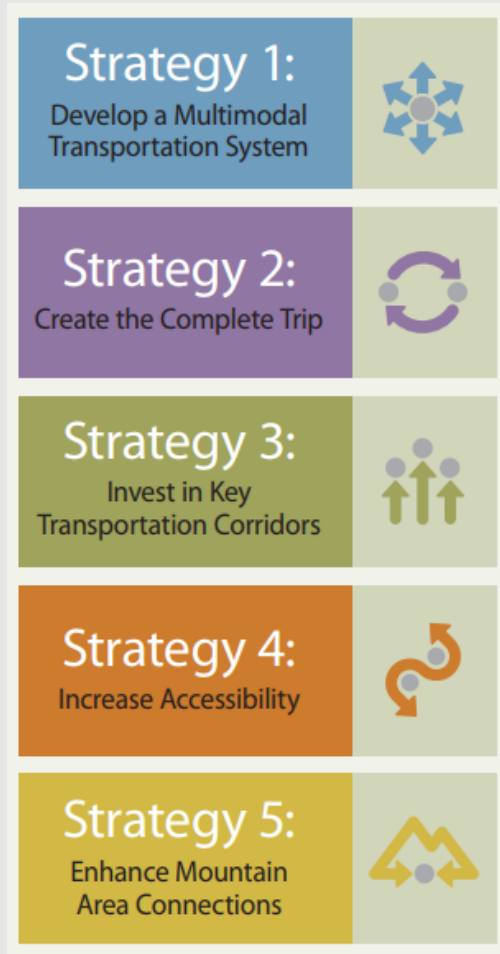 Strategy 1:
Develop a Multimodal
Transportation System
Strategy 2:
Create the Complete Trip
Strategy 3:
Invest in Key
Transportation Corridors
Strategy 4:
Increase Accessibility
Strategy 5:
Enhance Mountain
Area Connections